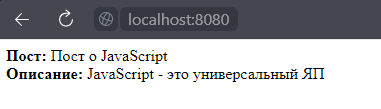 localhost:8080
Пост: Пост о JavaScript
Описание: JavaScript - это универсальный ЯП